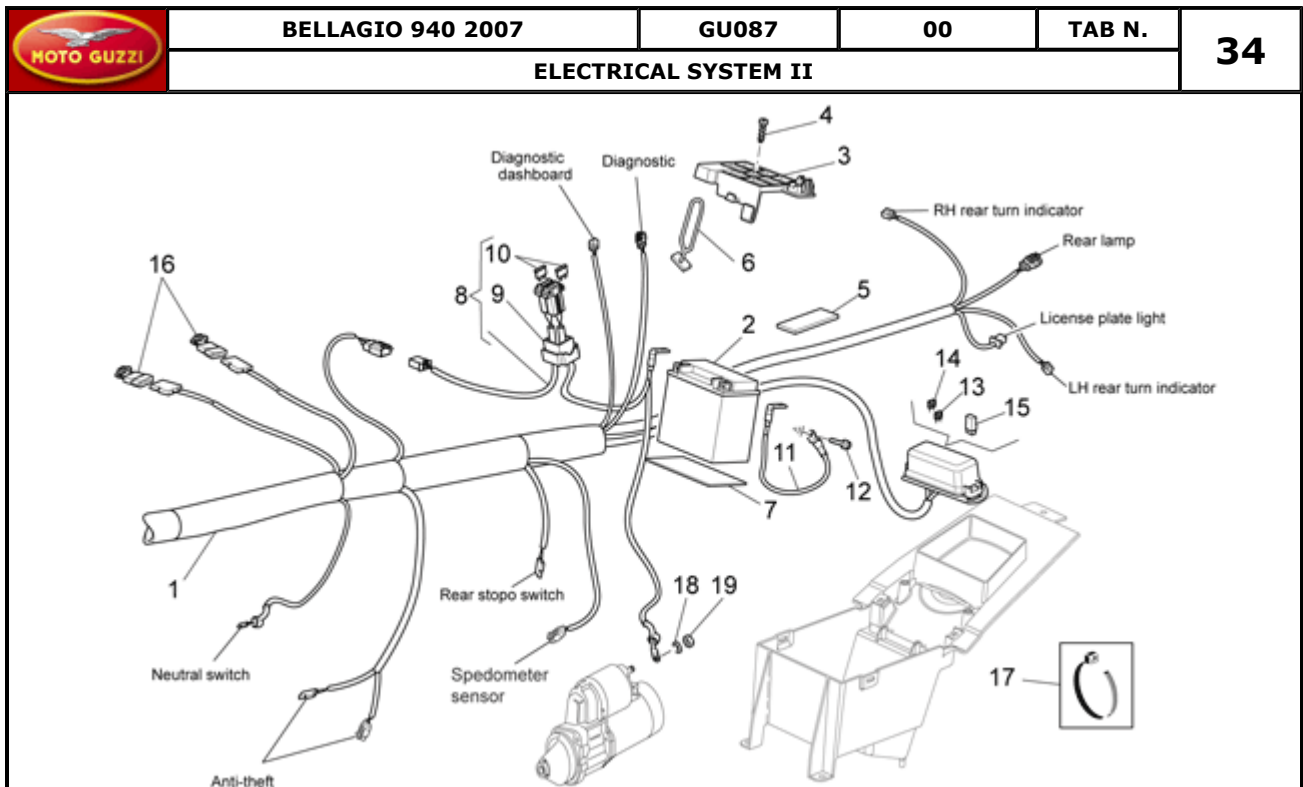 MOTO GUZZI
BELLAGIO 940 2007
GU087
00
TAB N.
34
ELECTRICAL SYSTEM II
4
3
Diagnostic
dashboard
Diagnostic
RH rear turn indicator
Rear lamp
6
16
10
8
9
5
2
License plate light
14
13
15
LH rear turn indicator
11
12
7
1
Rear stopo switch
18
19
Neutral switch
Spedometer
sensor
17
Anti-theft